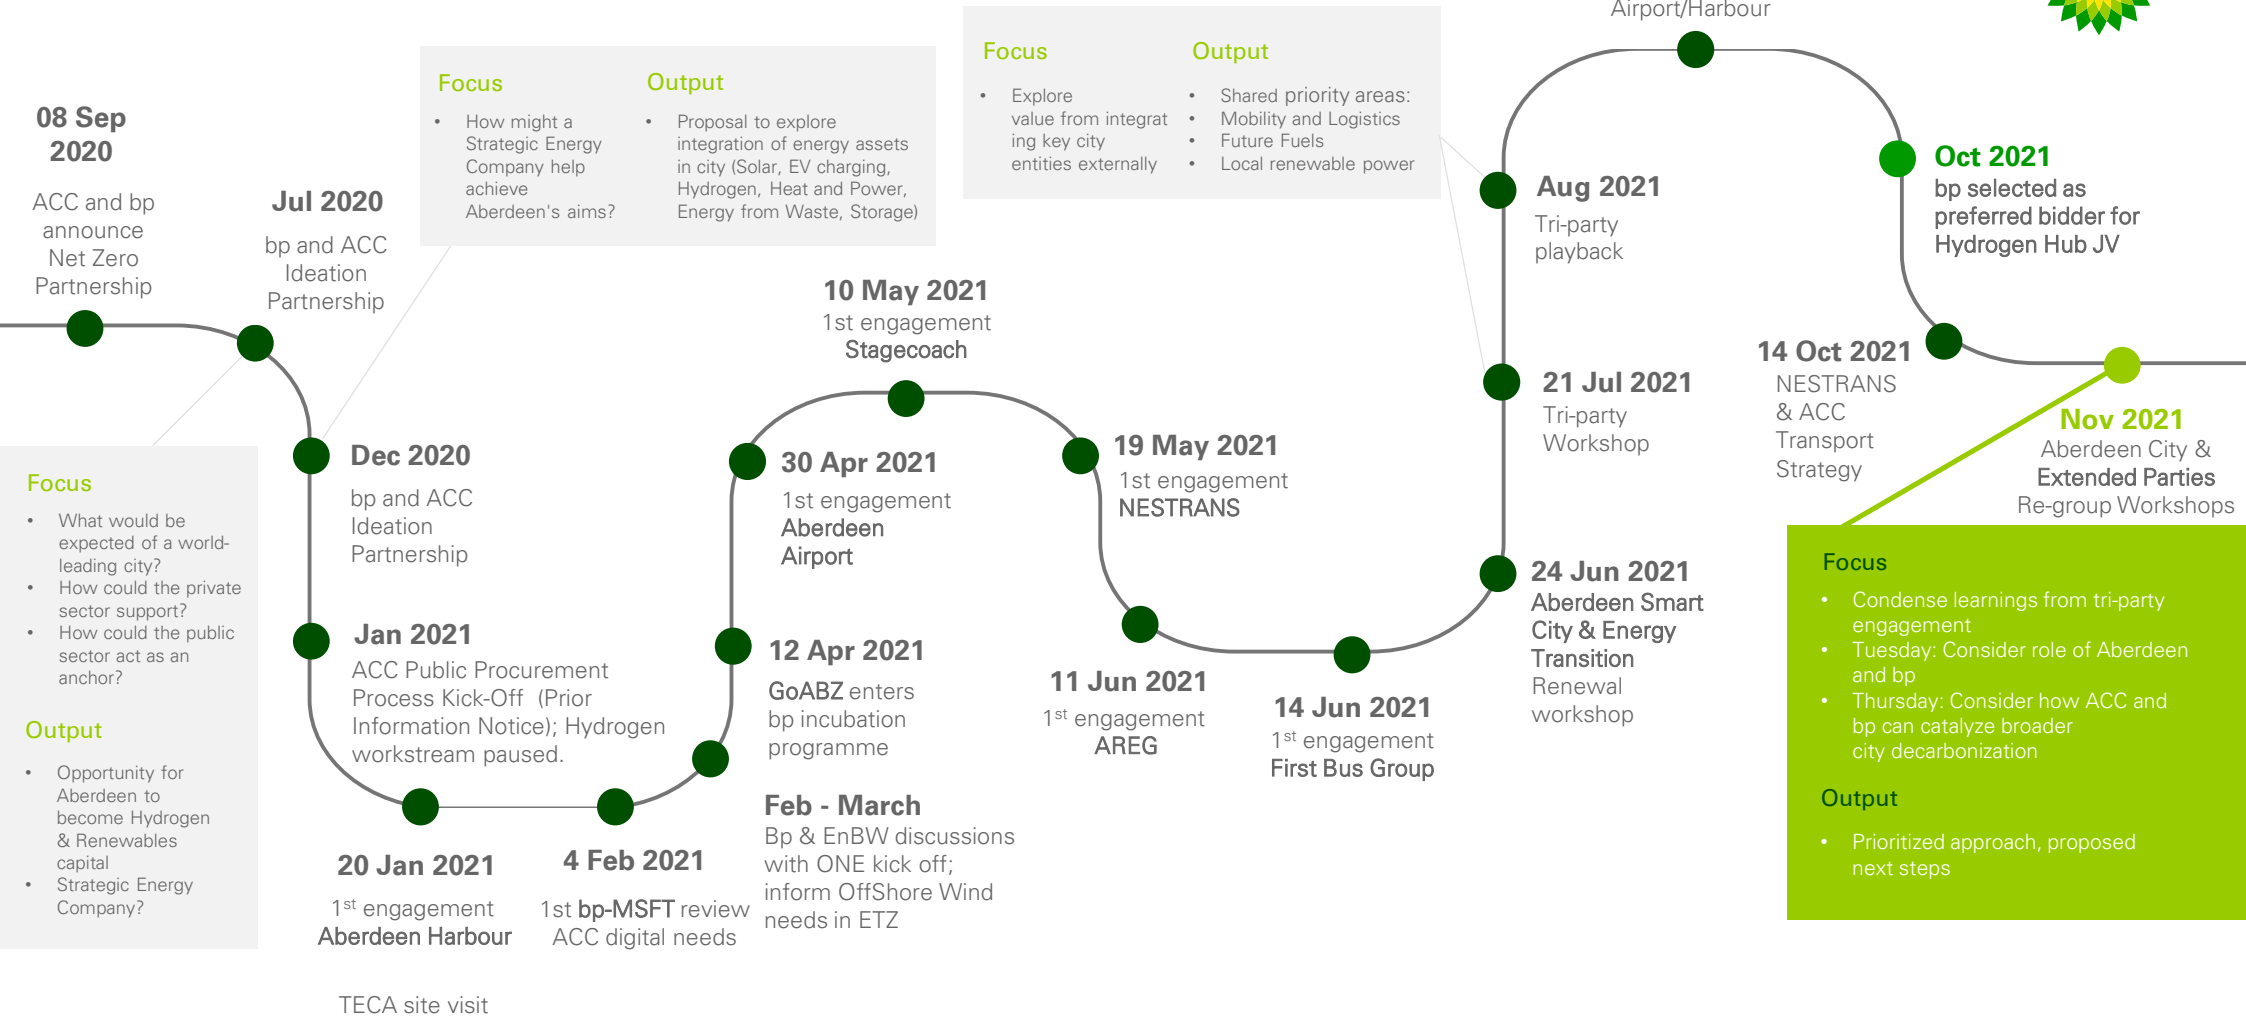 08 Sep
2020
ACC and bp
announce
Net Zero
Partnership
Jul 2020
bp and ACC
Ideation
Partnership
Focus
• What would be
expected of a world-
leading city?
• How could the private
sector support?
• How could the public
sector act as an
anchor?
Output
• Opportunity for
Aberdeen to
become Hydrogen
& Renewables
capital
• Strategic Energy
Company?
Focus
• How might a
Strategic Energy
Company help
achieve
Aberdeen's aims?
Output
• Proposal to explore
integration of energy assets
in city (Solar, EV charging,
Hydrogen, Heat and Power,
Energy from Waste, Storage)
Dec 2020
bp and ACC
Ideation
Partnership
Jan 2021
ACC Public Procurement
Process Kick-Off (Prior
Information Notice); Hydrogen
workstream paused.
20 Jan 2021
1st engagement
Aberdeen Harbour
TECA site visit
4 Feb 2021
1st bp-MSFT review
ACC digital needs
Feb - March
Bp & EnBW discussions
with ONE kick off;
inform OffShore Wind
needs in ETZ
12 Apr 2021
GoABZ enters
bp incubation
programme
30 Apr 2021
1st engagement
Aberdeen
Airport
10 May 2021
1st engagement
Stagecoach
19 May 2021
1st engagement
NESTRANS
11 Jun 2021
1st engagement
AREG
14 Jun 2021
1st engagement
First Bus Group
24 Jun 2021
Aberdeen Smart
City & Energy
Transition
Renewal
workshop
21 Jul 2021
Tri-party
Workshop
Aug 2021
Tri-party
playback
Focus
• Explore
value from integrat
ing key city
entities externally
Output
• Shared priority areas:
• Mobility and Logistics
• Future Fuels
• Local renewable power
Airport/Harbour
Oct 2021
bp selected as
preferred bidder for
Hydrogen Hub JV
14 Oct 2021
NESTRANS
& ACC
Transport
Strategy
Nov 2021
Aberdeen City &
Extended Parties
Re-group Workshops
Focus
• Condense learnings from tri-party
engagement
• Tuesday: Consider role of Aberdeen
and bp
• Thursday: Consider how ACC and
bp can catalyze broader
city decarbonization
Output
• Prioritized approach, proposed
next steps